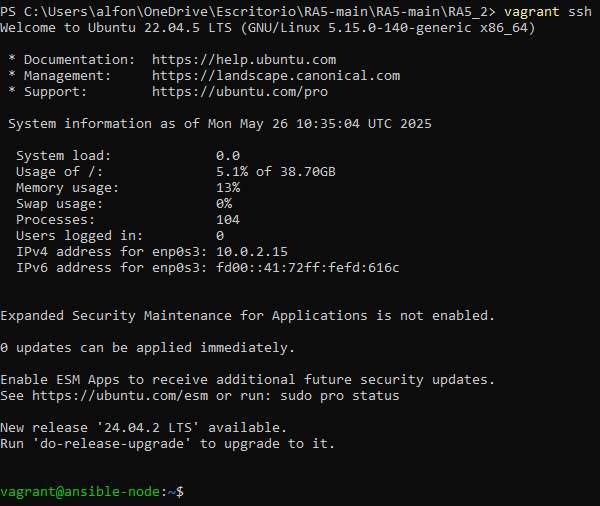 PS C:\Users\alfon\OneDrive\Escritorio\RA5-main\RA5-main\RA5_2> vagrant ssh
Welcome to Ubuntu 22.04.5 LTS (GNU/Linux 5.15.0-140-generic x86_64)
* Documentation:  https://help.ubuntu.com
* Management:     https://landscape.canonical.com
* Support:        https://ubuntu.com/pro
System information as of Mon May 26 10:35:04 UTC 2025
System load:             0.0
Usage of /:              5.1% of 38.70GB
Memory usage:            13%
Swap usage:              0%
Processes:               104
Users logged in:         0
IPv4 address for enp0s3: 10.0.2.15
IPv6 address for enp0s3: fd00::41:72ff:fefd:616c
Expanded Security Maintenance for Applications is not enabled.
0 updates can be applied immediately.
Enable ESM Apps to receive additional future security updates.
See https://ubuntu.com/esm or run: sudo pro status
New release '24.04.2 LTS' available.
Run 'do-release-upgrade' to upgrade to it.
vagrant@ansible-node:~$